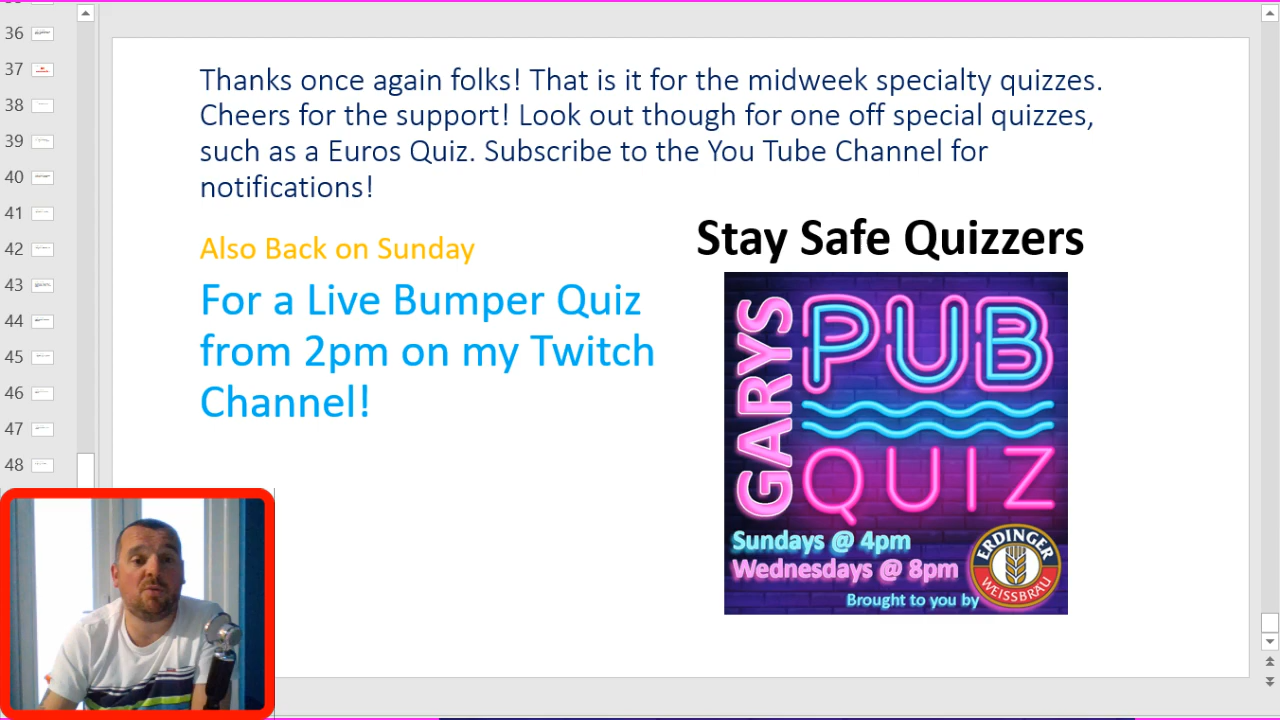 36
37
38
39
40
41
42
43
44
45
46
47
48
Thanks once again folks! That is it for the midweek specialty quizzes.
Cheers for the support! Look out though for one off special quizzes,
such as a Euros Quiz. Subscribe to the You Tube Channel for
notifications!
Also Back on Sunday
For a Live Bumper Quiz
from 2pm on my Twitch
Channel!
Stay Safe Quizzers
GARYS
PUB
QUIZ
Sundays @ 4pm
Wednesdays @ 8pm
Brought to you by
ERDINGER
WEISSBRÄU